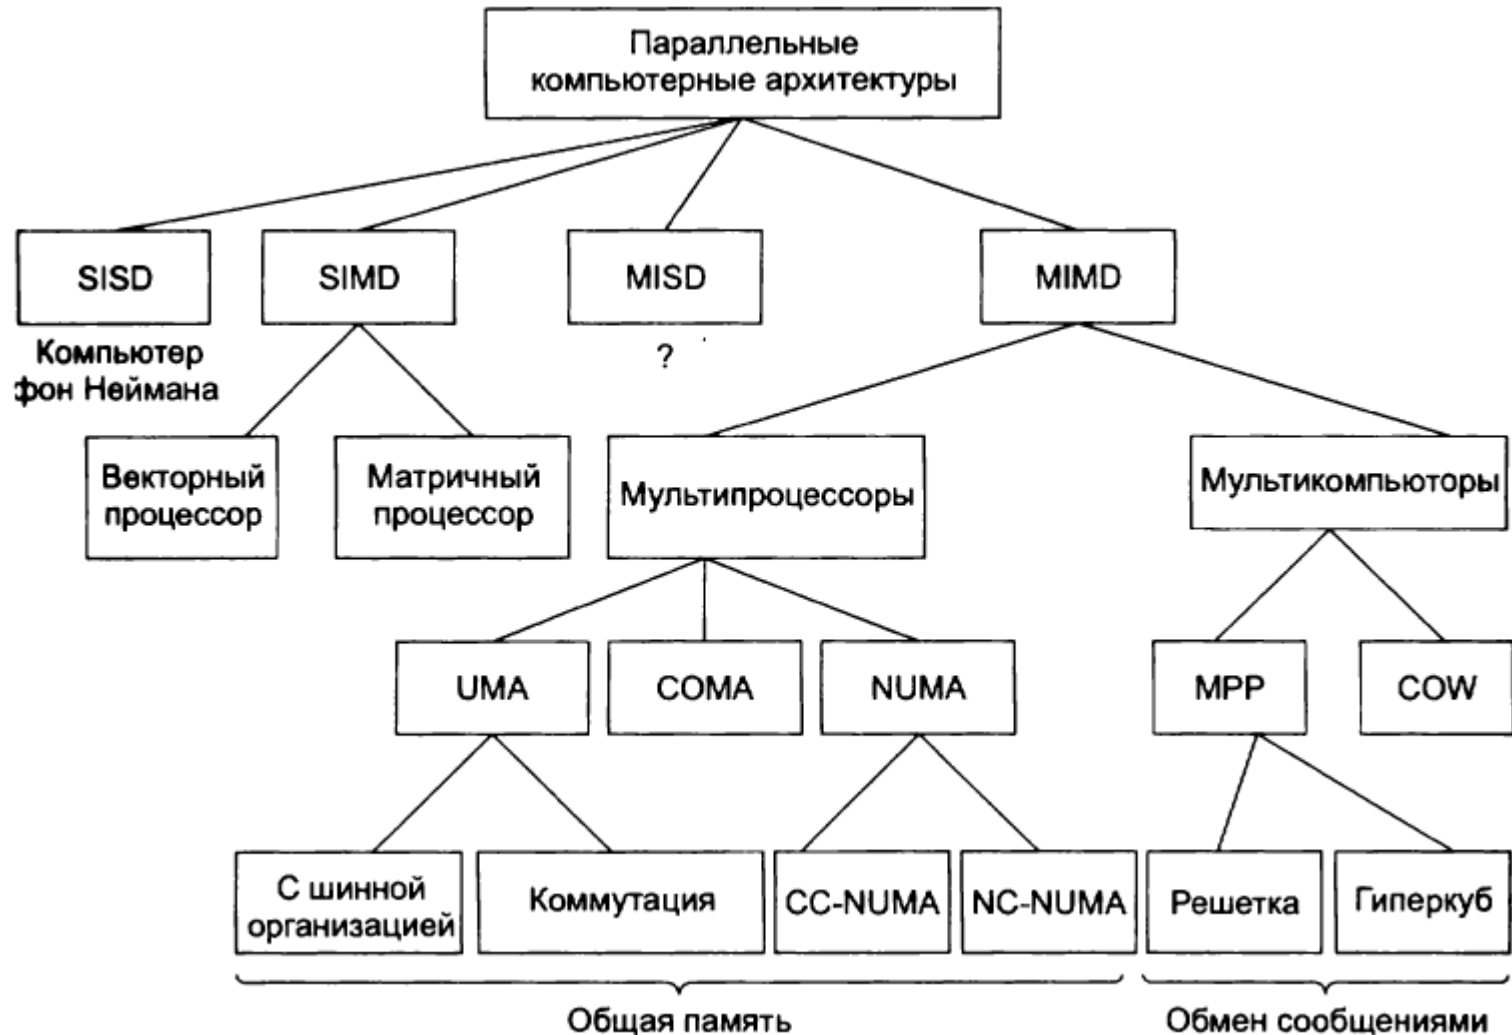 Параллельные
компьютерные архитектуры
SISD
SIMD
MISD
MIMD
Компьютер
фон Неймана
?
Векторный
процессор
Матричный
процессор
Мультипроцессоры
Мультикомпьюторы
UMA
COMA
NUMA
MPP
COW
С шинной
организацией
Коммутация
CC-NUMA
NC-NUMA
Решетка
Гиперкуб
Общая память
Обмен сообщениями